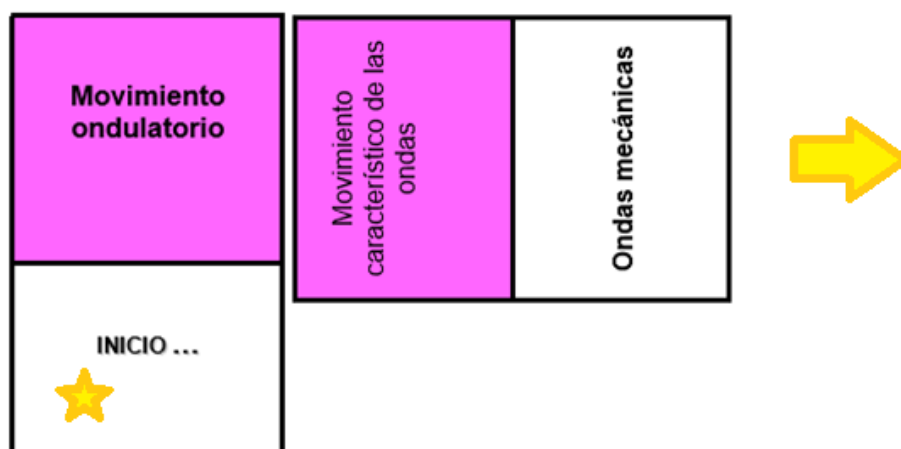 Movimiento
ondulatorio
INICIO ...
Movimiento
característico de las
ondas
Ondas mecánicas